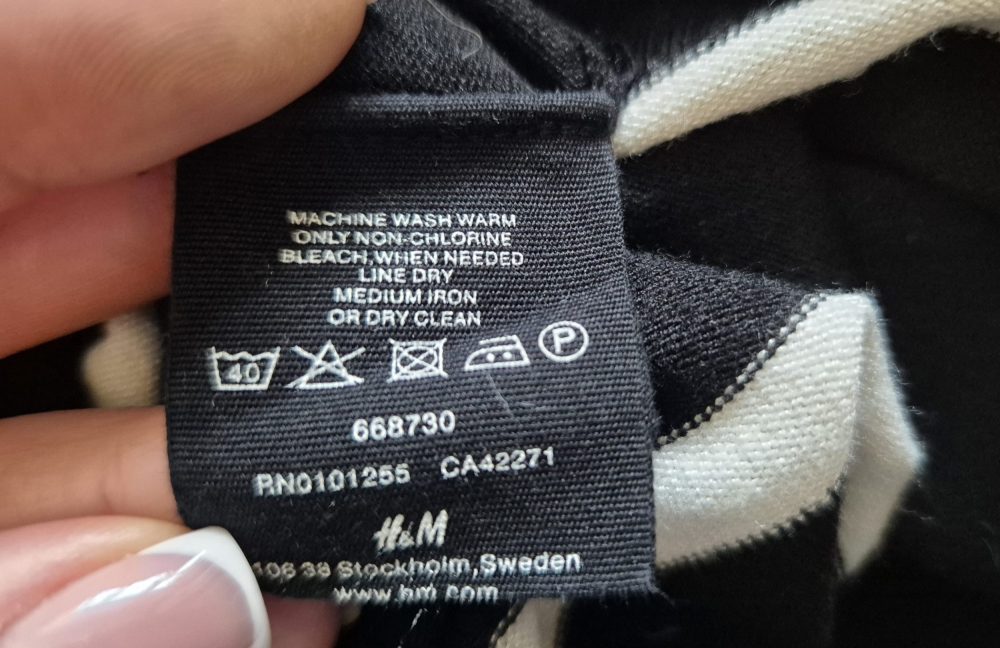 MACHINE WASH WARM
ONLY NON-CHLORINE
BLEACH,WHEN NEEDED
LINE DRY
MEDIUM IRON
OR DRY CLEAN
40 P
668730
RN0101255 CA42271
H&M
106 38 Stockholm,Sweden
www.hm.com